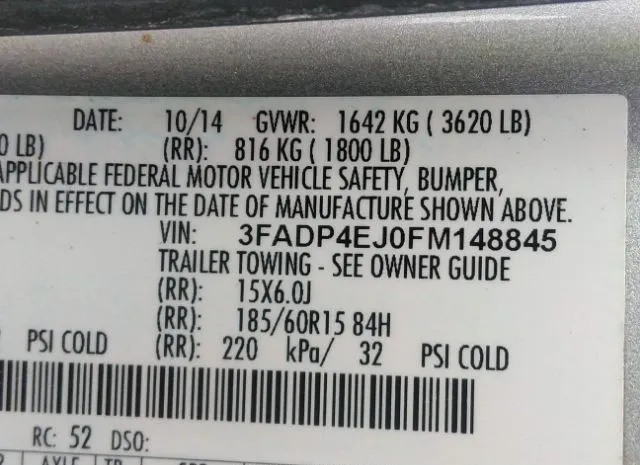 DATE: 10/14 GVWR: 1642 KG ( 3620 LB)
0 LB) (RR): 816 KG ( 1800 LB)
APPLICABLE FEDERAL MOTOR VEHICLE SAFETY, BUMPER,
DS IN EFFECT ON THE DATE OF MANUFACTURE SHOWN ABOVE.
VIN: 3FADP4EJ0FM148845
TRAILER TOWING - SEE OWNER GUIDE
(RR): 15X6.0J
(RR): 185/60R15 84H
PSI COLD (RR): 220 kPa/ 32 PSI COLD
RC: 52 DSO:
AXLE TR